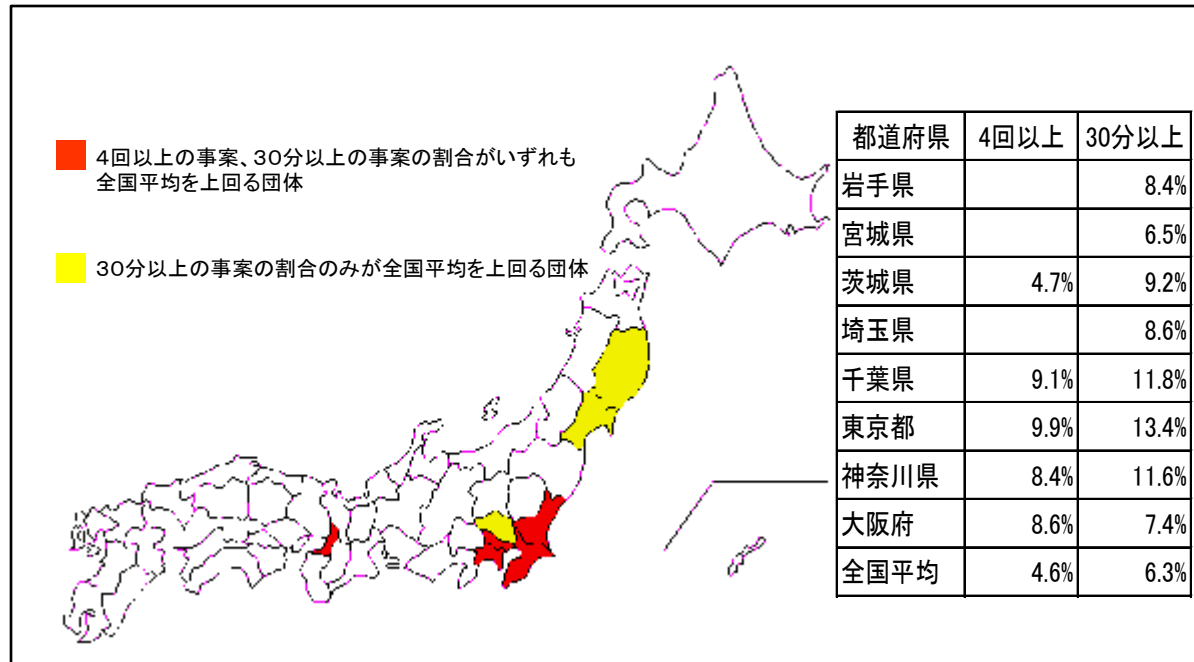 4回以上の事案、30分以上の事案の割合がいずれも
全国平均を上回る団体
30分以上の事案の割合のみが全国平均を上回る団体
都道府県 4回以上 30分以上
岩手県 8.4%
宮城県 6.5%
茨城県 4.7% 9.2%
埼玉県 8.6%
千葉県 9.1% 11.8%
東京都 9.9% 13.4%
神奈川県 8.4% 11.6%
大阪府 8.6% 7.4%
全国平均 4.6% 6.3%